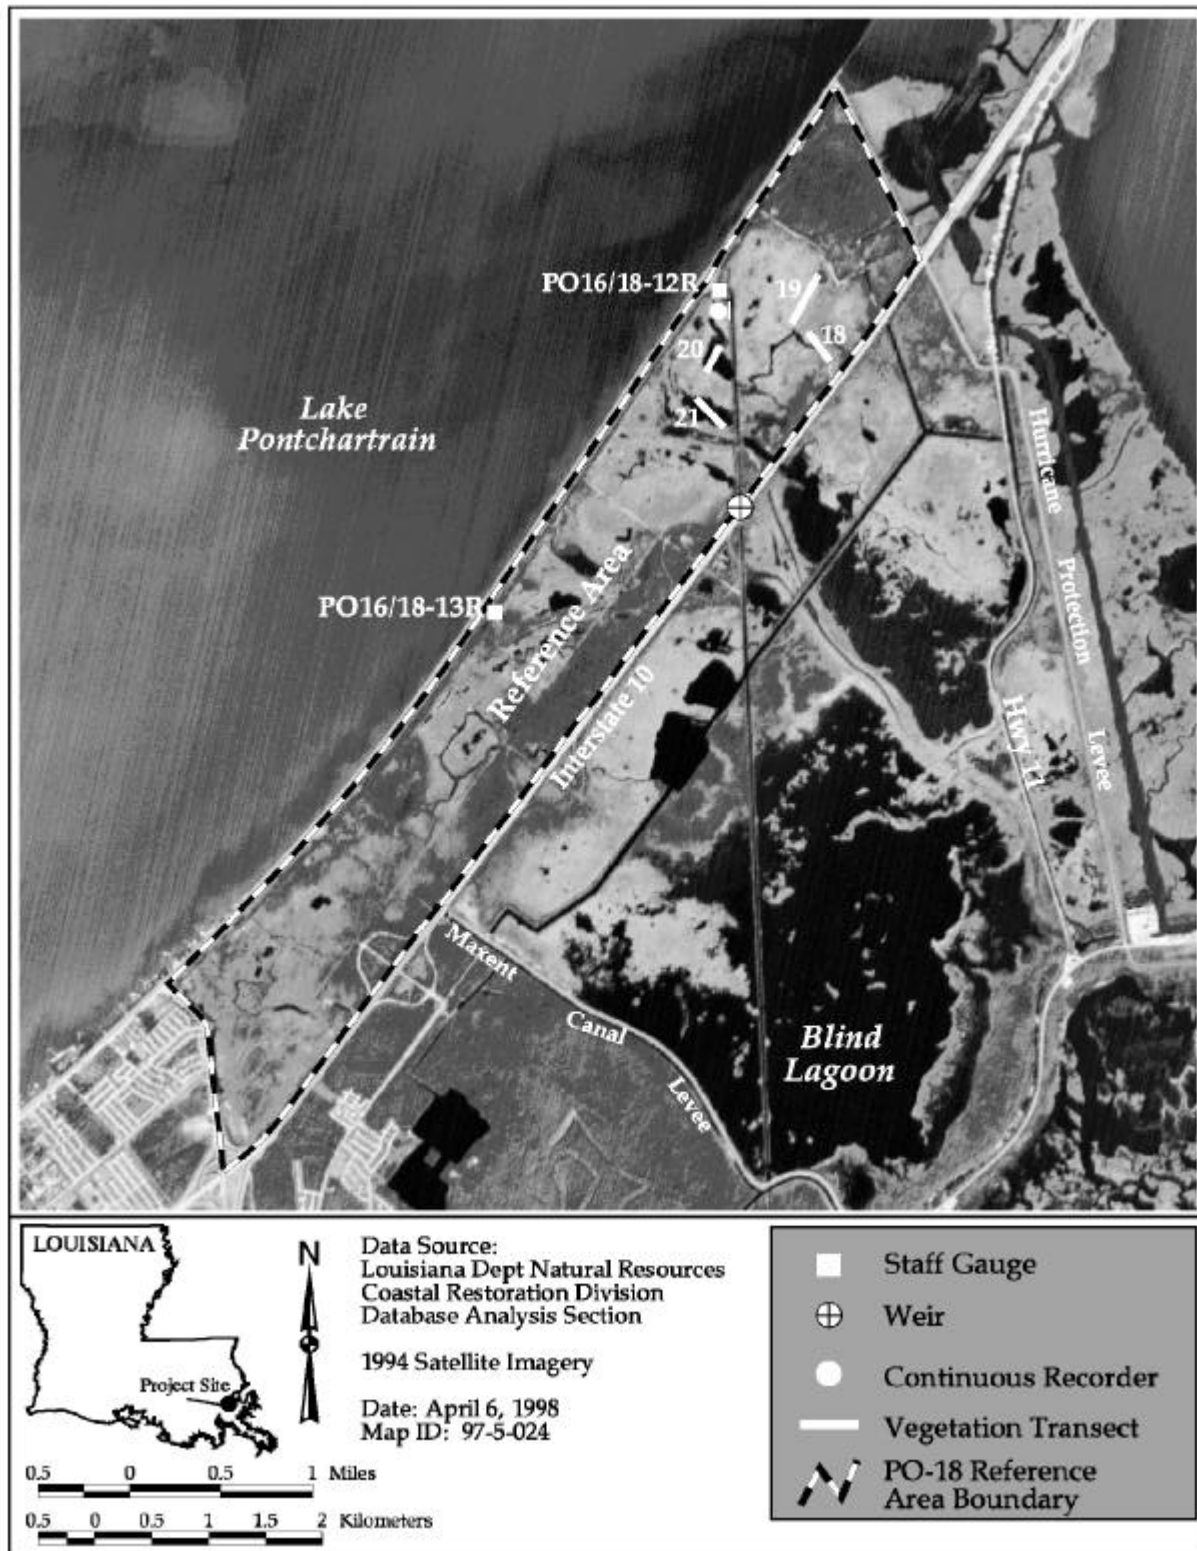 PO16/18-12R
19
18
20
21
Lake
Pontchartrain
Hurricane
Protection
Levee
PO16/18-13R
Reference Area
Interstate 10
Hwy 11
Maxent
Canal
Levee
Blind
Lagoon
LOUISIANA
Project Site
N
Data Source:
Louisiana Dept Natural Resources
Coastal Restoration Division
Database Analysis Section
1994 Satellite Imagery
Date: April 6, 1998
Map ID: 97-5-024
0.5 0 0.5 1 Miles
0.5 0 0.5 1 1.5 2 Kilometers
Staff Gauge
Weir
Continuous Recorder
Vegetation Transect
PO-18 Reference
Area Boundary